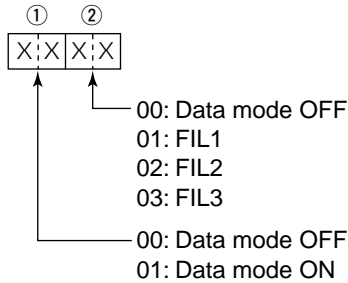 ① ②
X X X X
00: Data mode OFF
01: FIL1
02: FIL2
03: FIL3
00: Data mode OFF
01: Data mode ON